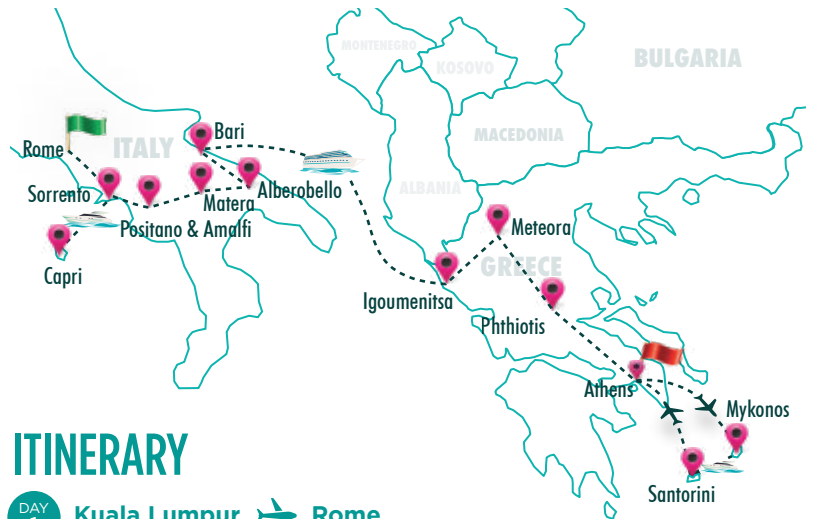 MONTENEGRO
KOSOVO
BULGARIA
MACEDONIA
ALBANIA
ITALY
GREECE
Rome
Bari
Sorrento
Positano & Amalfi
Matera
Alberobello
Capri
Igoumenitsa
Meteora
Phthiotis
Athens
Mykonos
Santorini
ITINERARY
DAY
Kuala Lumpur Rome